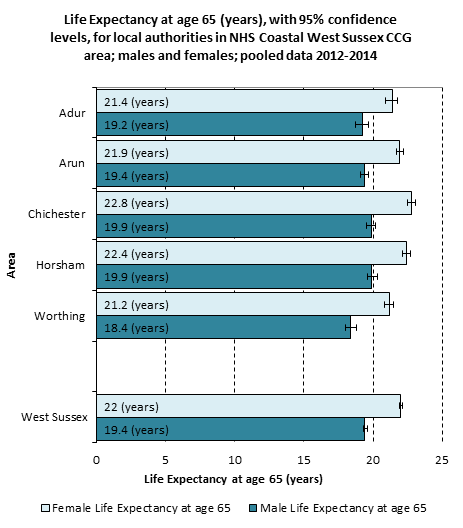 Life Expectancy at age 65 (years), with 95% confidence
levels, for local authorities in NHS Coastal West Sussex CCG
area; males and females; pooled data 2012-2014
Area
Adur
21.4 (years)
19.2 (years)
Arun
21.9 (years)
19.4 (years)
Chichester
22.8 (years)
19.9 (years)
Horsham
22.4 (years)
19.9 (years)
Worthing
21.2 (years)
18.4 (years)
West Sussex
22 (years)
19.4 (years)
0 5 10 15 20 25
Life Expectancy at age 65 (years)
Female Life Expectancy at age 65 Male Life Expectancy at age 65